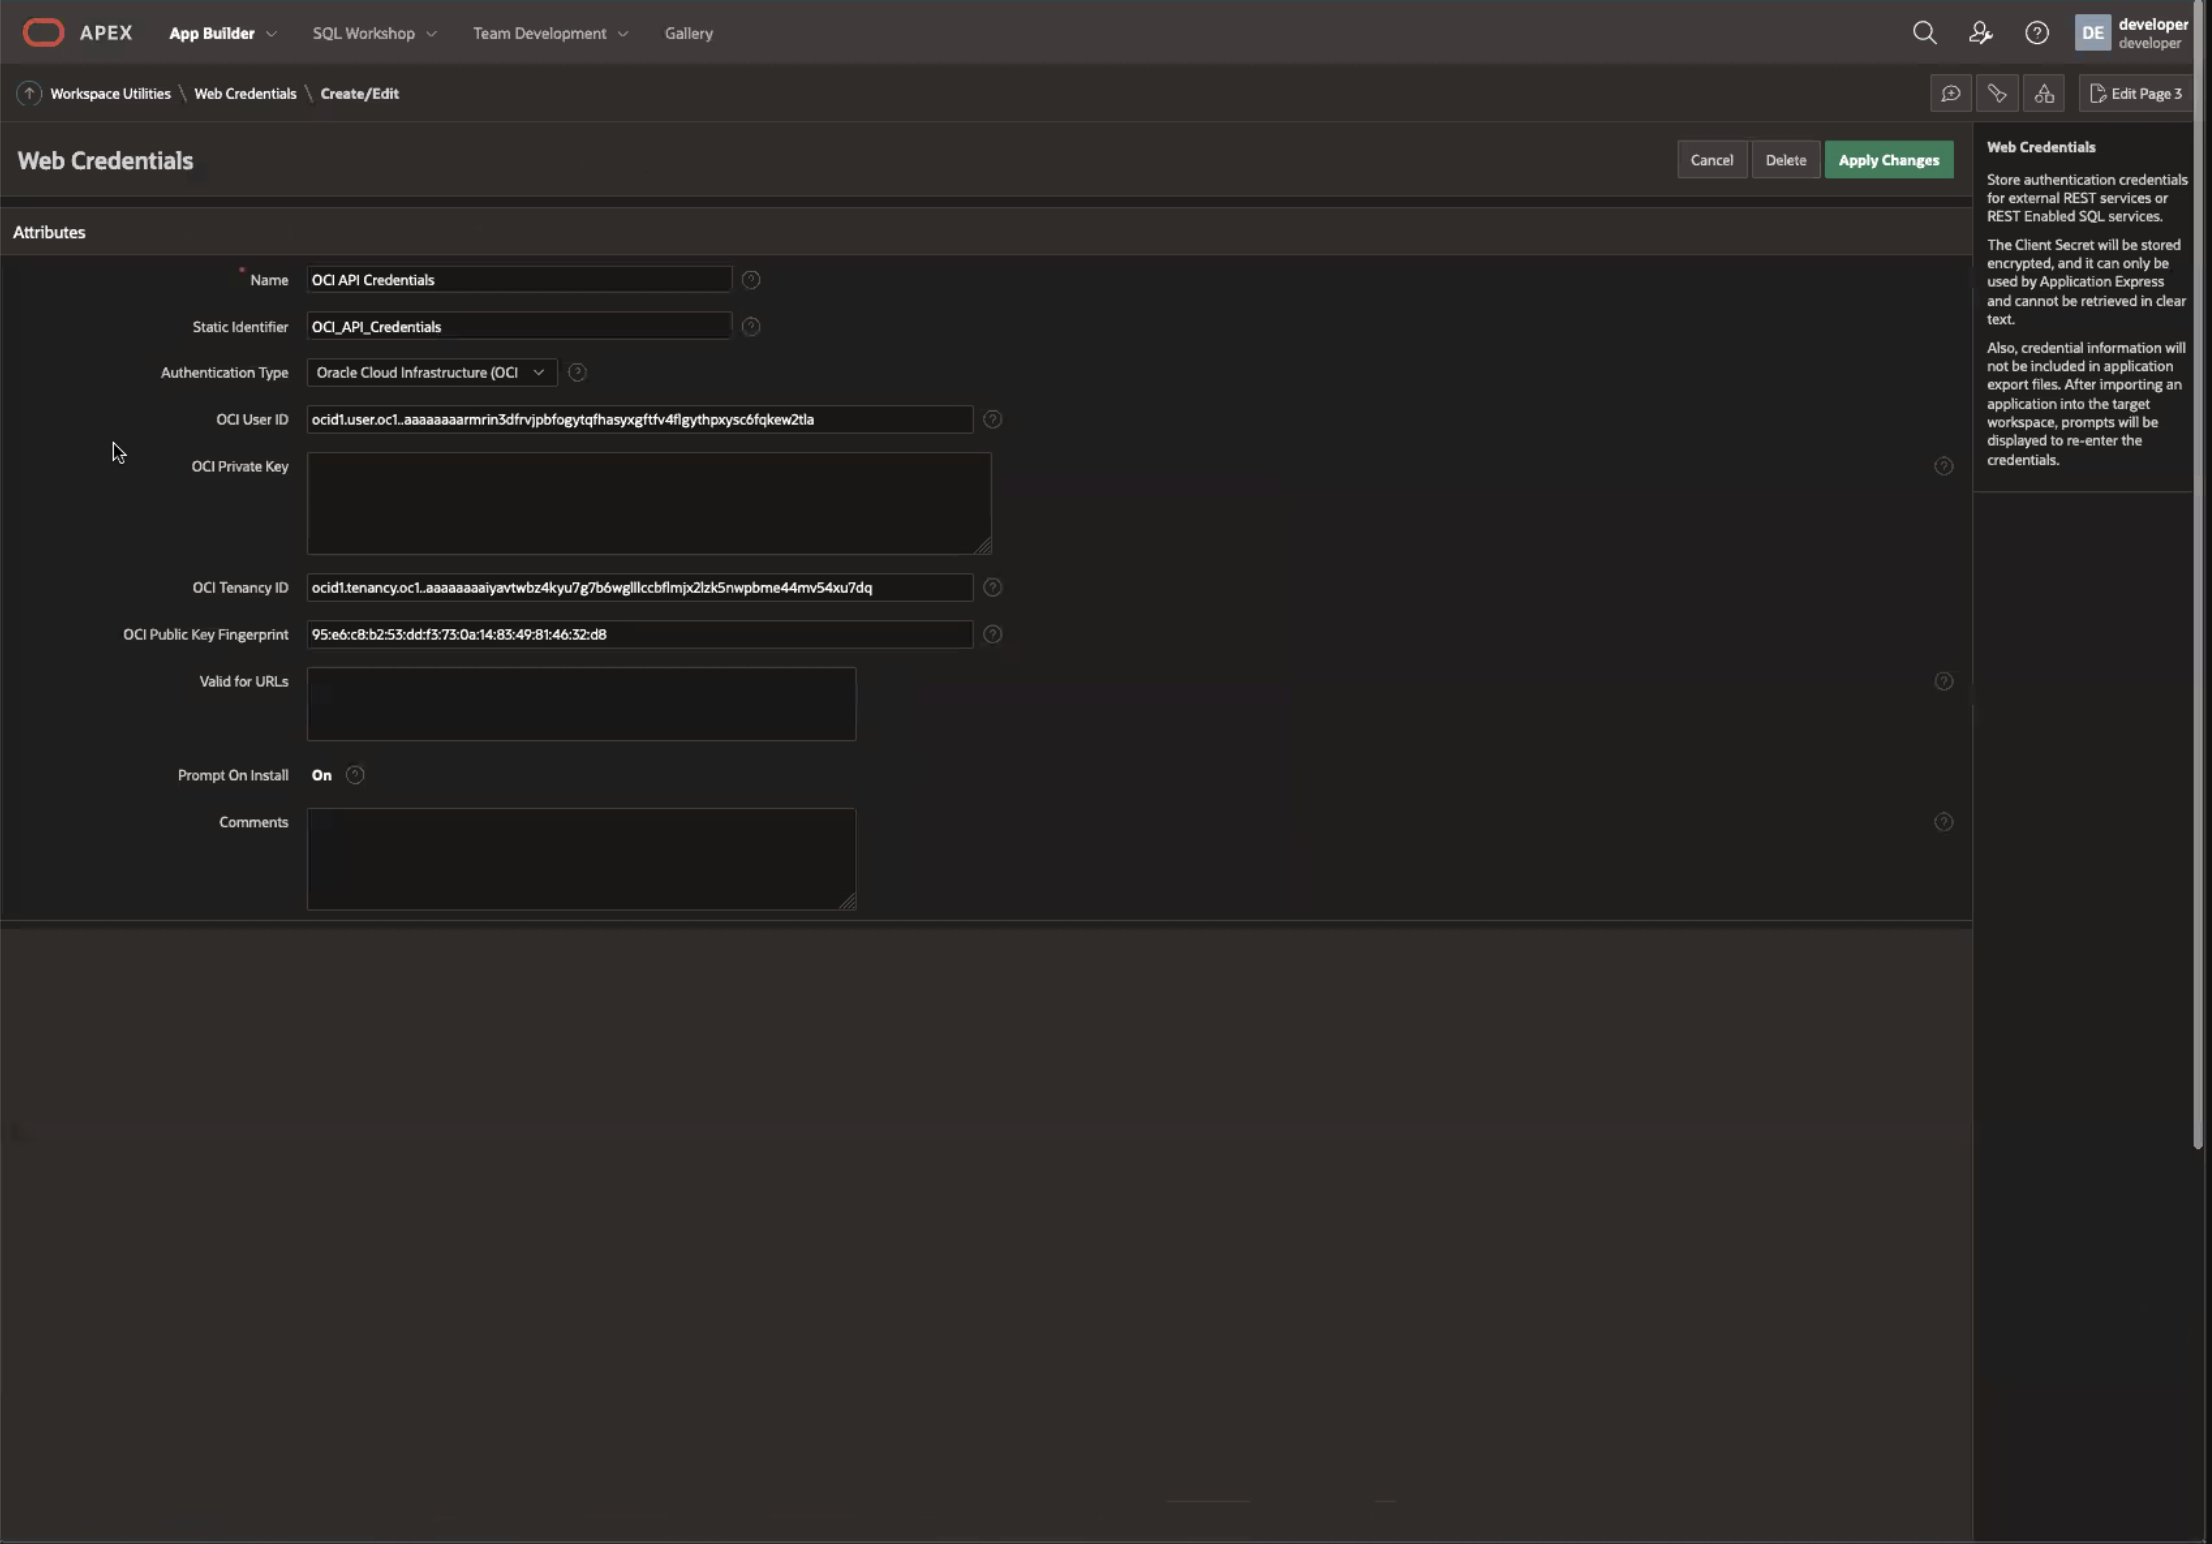 APEX App Builder SQL Workshop Team Development Gallery DE developer
developer
Workspace Utilities \ Web Credentials \ Create/Edit Edit Page 3
Web Credentials Cancel Delete Apply Changes
Attributes
* Name OCI API Credentials
Static Identifier OCI_API_Credentials
Authentication Type Oracle Cloud Infrastructure (OCI
OCI User ID ocid1.user.oc1..aaaaaaaarmrin3dfrvjpbfogytqfhasyxgftfv4flgythpxysc6fqkew2tla
OCI Private Key
OCI Tenancy ID ocid1.tenancy.oc1..aaaaaaaaiyavtwbz4kyu7g7b6wglllccbflmjx2lzk5nwpbme44mv54xu7dq
OCI Public Key Fingerprint 95:e6:c8:b2:53:dd:f3:73:0a:14:83:49:81:46:32:d8
Valid for URLs
Prompt On Install On
Comments
Web Credentials
Store authentication credentials
for external REST services or
REST Enabled SQL services.
The Client Secret will be stored
encrypted, and it can only be
used by Application Express
and cannot be retrieved in clear
text.
Also, credential information will
not be included in application
export files. After importing an
application into the target
workspace, prompts will be
displayed to re-enter the
credentials.